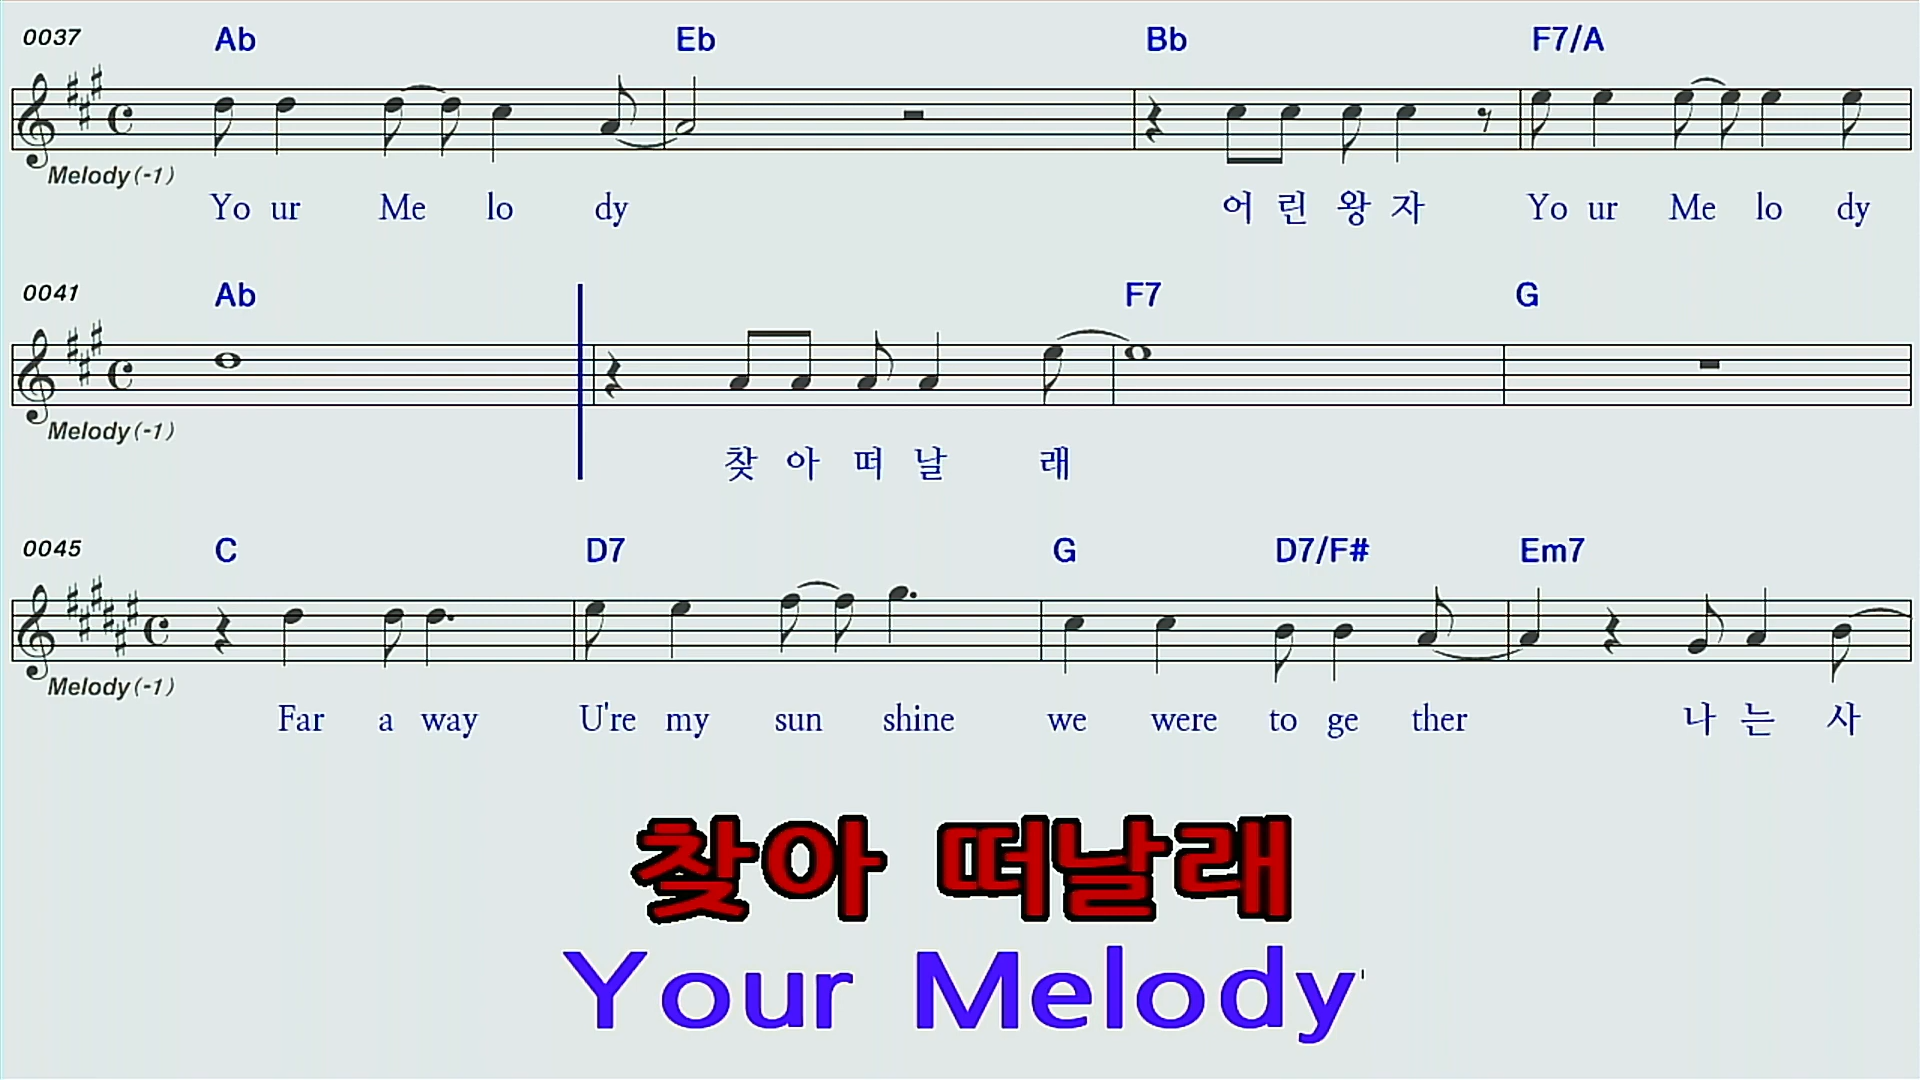 0037 Ab Eb Bb F7/A
Melody(-1)
Yo ur Me lo dy 어 린 왕 자 Yo ur Me lo dy
0041 Ab F7 G
Melody(-1)
찾 아 떠 날 래
0045 C D7 G D7/F# Em7
Melody(-1)
Far a way U're my sun shine we were to ge ther 나 는 사
찾아 떠날래
Your Melody